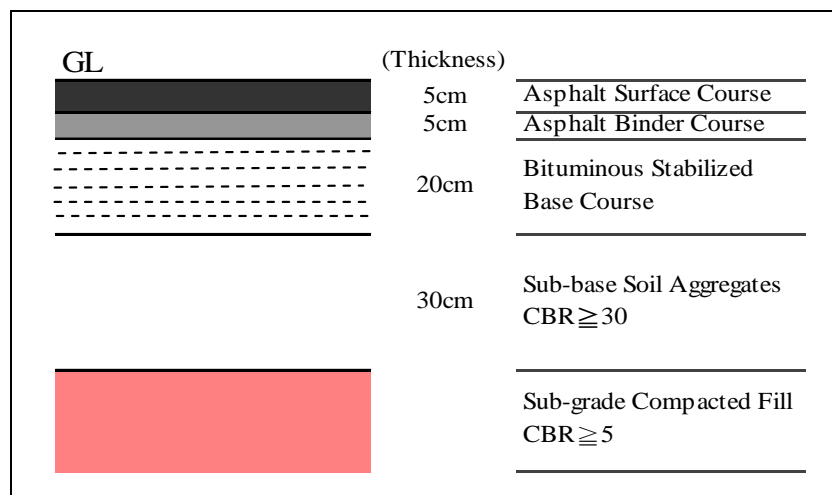 GL
(Thickness)
5cm
Asphalt Surface Course
5cm
Asphalt Binder Course
20cm
Bituminous Stabilized
Base Course
30cm
Sub-base Soil Aggregates
CBR≧30
Sub-grade Compacted Fill
CBR≧5